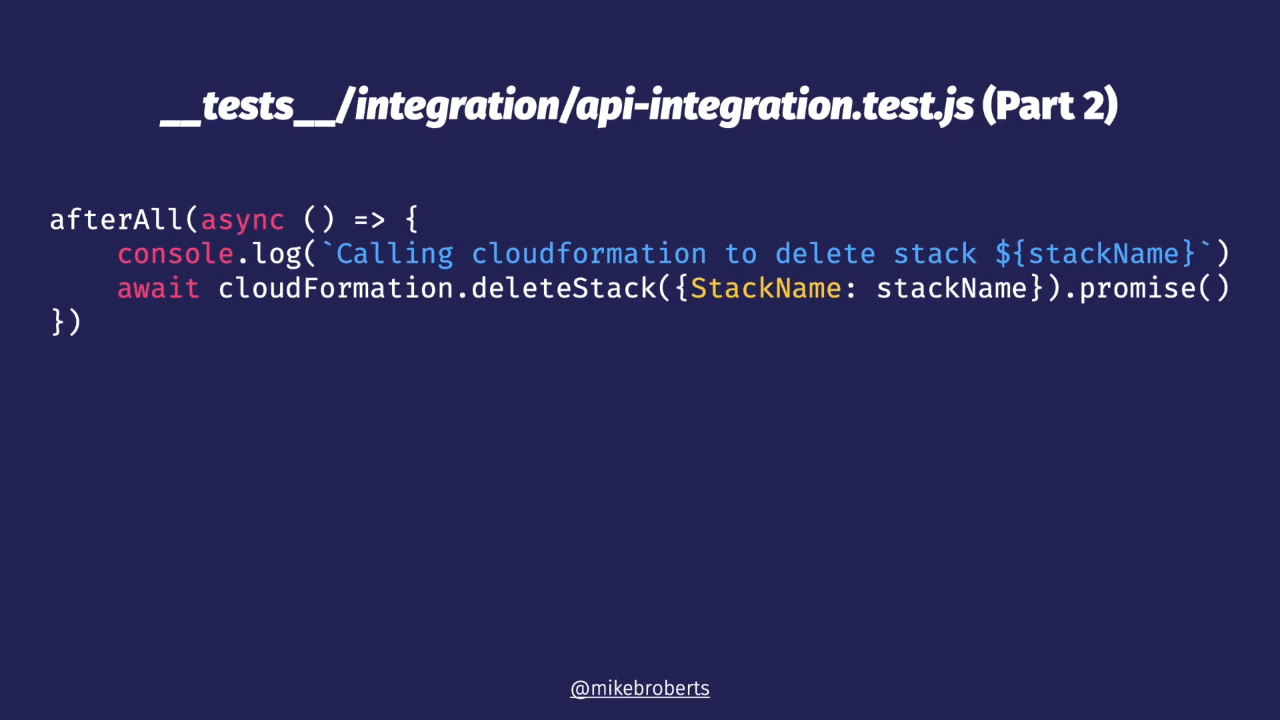 __tests__/integration/api-integration.test.js (Part 2)
afterAll(async () => {
    console.log(`Calling cloudformation to delete stack ${stackName}`)
    await cloudFormation.deleteStack({StackName: stackName}).promise()
})
@mikebroberts